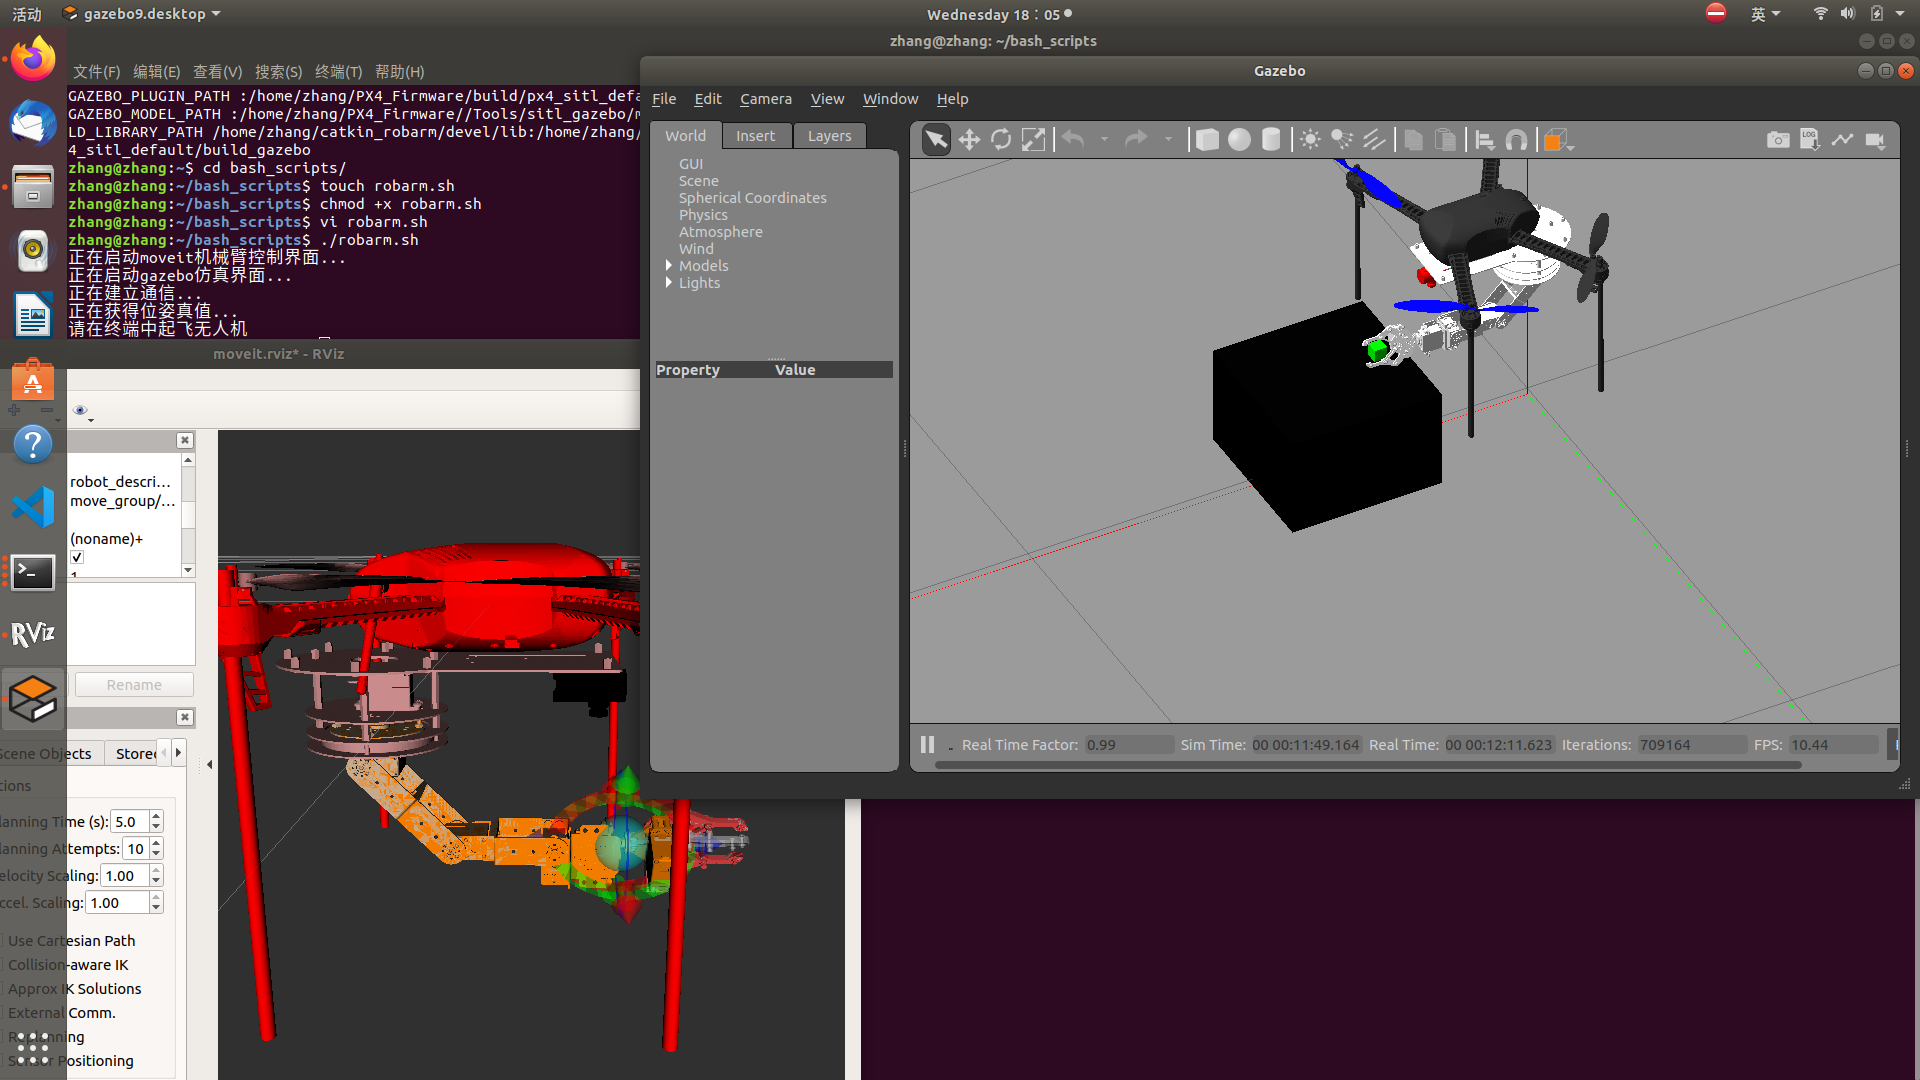 活动
gazebo9.desktop
Wednesday 18：05
英
zhang@zhang: ~/bash_scripts
文件(F) 编辑(E) 查看(V) 搜索(S) 终端(T) 帮助(H)
GAZEBO_PLUGIN_PATH :/home/zhang/PX4_Firmware/build/px4_sitl_defa
GAZEBO_MODEL_PATH :/home/zhang/PX4_Firmware//Tools/sitl_gazebo/m
LD_LIBRARY_PATH /home/zhang/catkin_robarm/devel/lib:/home/zhang/
4_sitl_default/build_gazebo
zhang@zhang:~$ cd bash_scripts/
zhang@zhang:~/bash_scripts$ touch robarm.sh
zhang@zhang:~/bash_scripts$ chmod +x robarm.sh
zhang@zhang:~/bash_scripts$ vi robarm.sh
zhang@zhang:~/bash_scripts$ ./robarm.sh
正在启动moveit机械臂控制界面...
正在启动gazebo仿真界面...
正在建立通信...
正在获得位姿真值...
请在终端中起飞无人机
moveit.rviz* - RViz
robot_descri...
move_group/...
(noname)+
1
Rename
Scene Objects
Store
ions
lanning Time (s): 5.0
lanning Attempts: 10
elocity Scaling: 1.00
ccel. Scaling: 1.00
Use Cartesian Path
Collision-aware IK
Approx IK Solutions
External Comm.
Replanning
Sensor Positioning
RViz
Gazebo
File Edit Camera View Window Help
World Insert Layers
GUI
Scene
Spherical Coordinates
Physics
Atmosphere
Wind
Models
Lights
Property Value
LOG
Real Time Factor: 0.99 Sim Time: 00 00:11:49.164 Real Time: 00 00:12:11.623 Iterations: 709164 FPS: 10.44